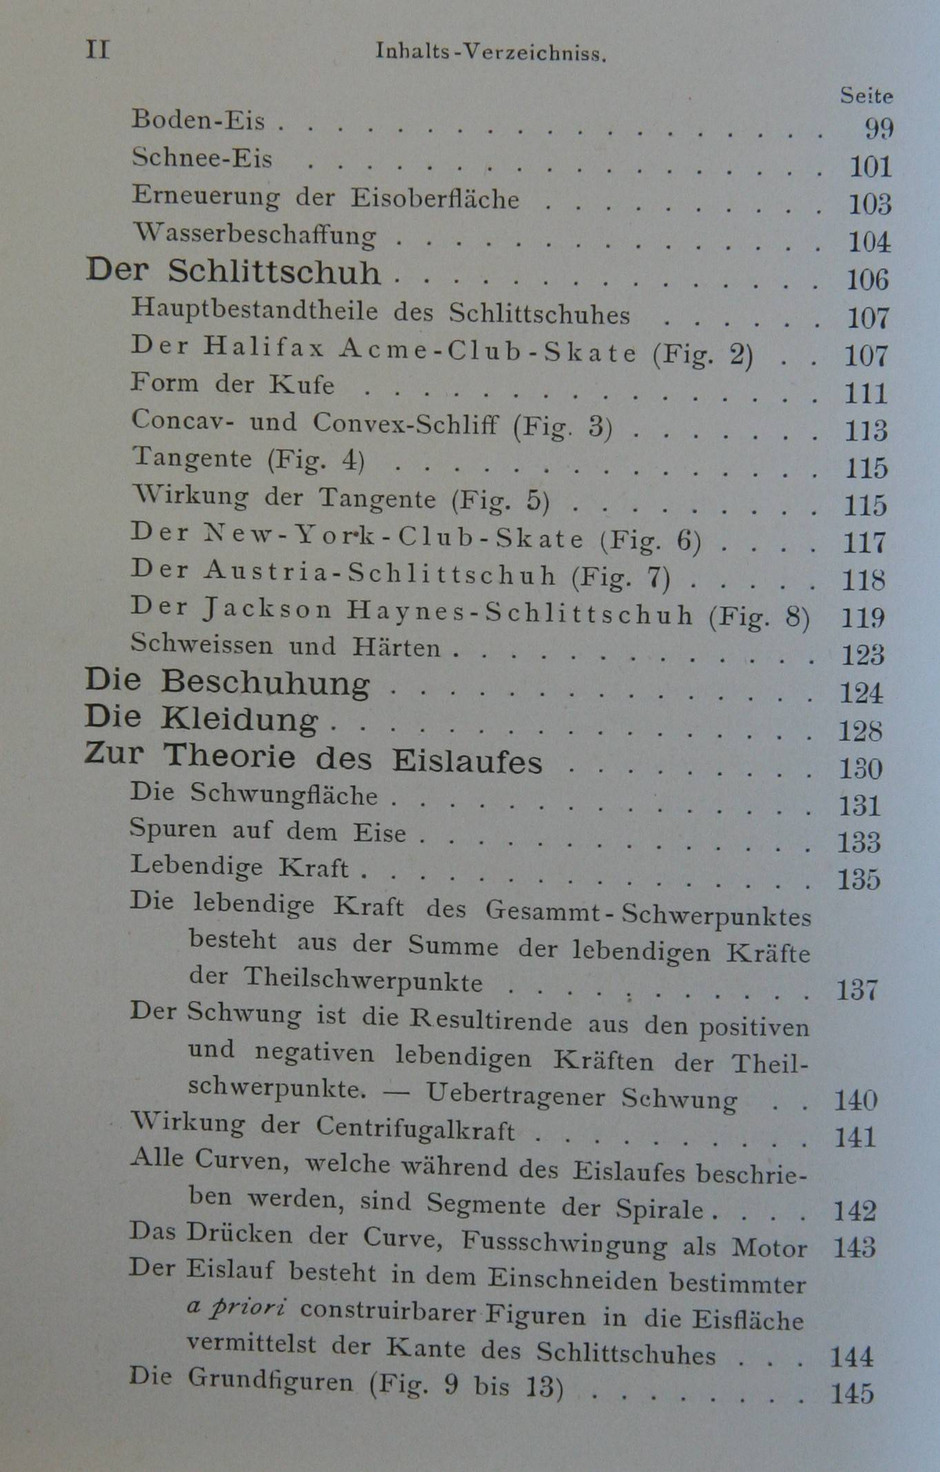 II Inhalts-Verzeichniss.
Seite
Boden-Eis . . . . . . . . . . . . . . . . . . . 99
Schnee-Eis . . . . . . . . . . . . . . . . . . 101
Erneuerung der Eisoberfläche . . . . . . . . . . 103
Wasserbeschaffung . . . . . . . . . . . . . . . 104
Der Schlittschuh . . . . . . . . . . . . . . . 106
Hauptbestandtheile des Schlittschuhes . . . . . . 107
Der Halifax Acme-Club-Skate (Fig. 2) . . 107
Form der Kufe . . . . . . . . . . . . . . . . 111
Concav- und Convex-Schliff (Fig. 3) . . . . . . . 113
Tangente (Fig. 4) . . . . . . . . . . . . . . . 115
Wirkung der Tangente (Fig. 5) . . . . . . . . . 115
Der New-York-Club-Skate (Fig. 6) . . . . 117
Der Austria-Schlittschuh (Fig. 7) . . . . . 118
Der Jackson Haynes-Schlittschuh (Fig. 8) 119
Schweissen und Härten . . . . . . . . . . . . . 123
Die Beschuhung . . . . . . . . . . . . . . . 124
Die Kleidung . . . . . . . . . . . . . . . . . 128
Zur Theorie des Eislaufes . . . . . . . . . 130
Die Schwungfläche . . . . . . . . . . . . . . . 131
Spuren auf dem Eise . . . . . . . . . . . . . . 133
Lebendige Kraft . . . . . . . . . . . . . . . . 135
Die lebendige Kraft des Gesammt-Schwerpunktes
besteht aus der Summe der lebendigen Kräfte
der Theilschwerpunkte . . . . . . . . . . . 137
Der Schwung ist die Resultirende aus den positiven
und negativen lebendigen Kräften der Theil-
schwerpunkte. — Uebertragener Schwung . . 140
Wirkung der Centrifugalkraft . . . . . . . . . . 141
Alle Curven, welche während des Eislaufes beschrie-
ben werden, sind Segmente der Spirale . . . . 142
Das Drücken der Curve, Fussschwingung als Motor 143
Der Eislauf besteht in dem Einschneiden bestimmter
a priori construirbarer Figuren in die Eisfläche
vermittelst der Kante des Schlittschuhes . . . 144
Die Grundfiguren (Fig. 9 bis 13) . . . . . . . . 145